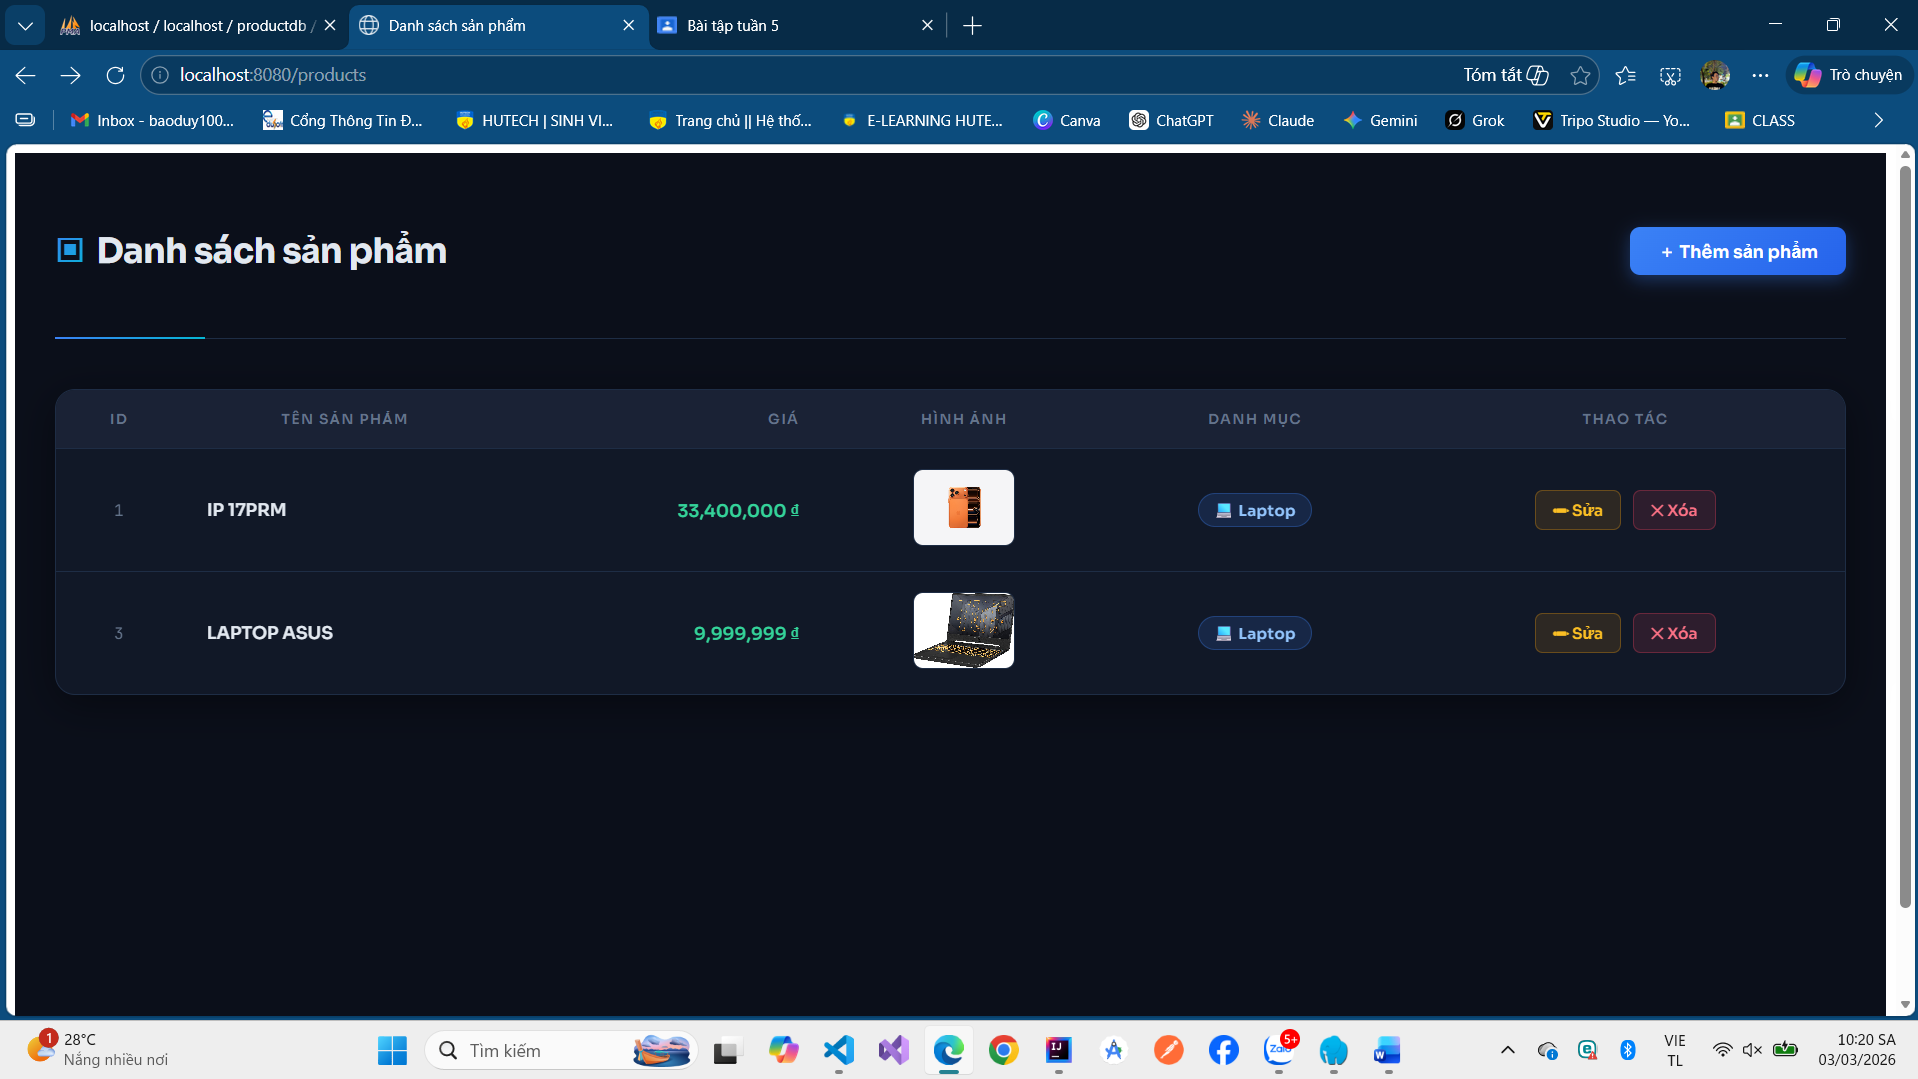 localhost / localhost / productdb /
Danh sách sản phẩm
Bài tập tuần 5
localhost:8080/products
Tóm tắt
Trò chuyện
Inbox - baoduy100...
Cổng Thông Tin Đ...
HUTECH | SINH VI...
Trang chủ || Hệ thố...
E-LEARNING HUTE...
Canva
ChatGPT
Claude
Gemini
Grok
Tripo Studio — Yo...
CLASS
Danh sách sản phẩm
+ Thêm sản phẩm
ID TÊN SẢN PHẨM GIÁ HÌNH ẢNH DANH MỤC THAO TÁC
1 IP 17PRM 33,400,000 ₫ Laptop Sửa Xóa
3 LAPTOP ASUS 9,999,999 ₫ Laptop Sửa Xóa
1
28°C
Nắng nhiều nơi
Tìm kiếm
Zalo
5+
VIE
TL
10:20 SA
03/03/2026